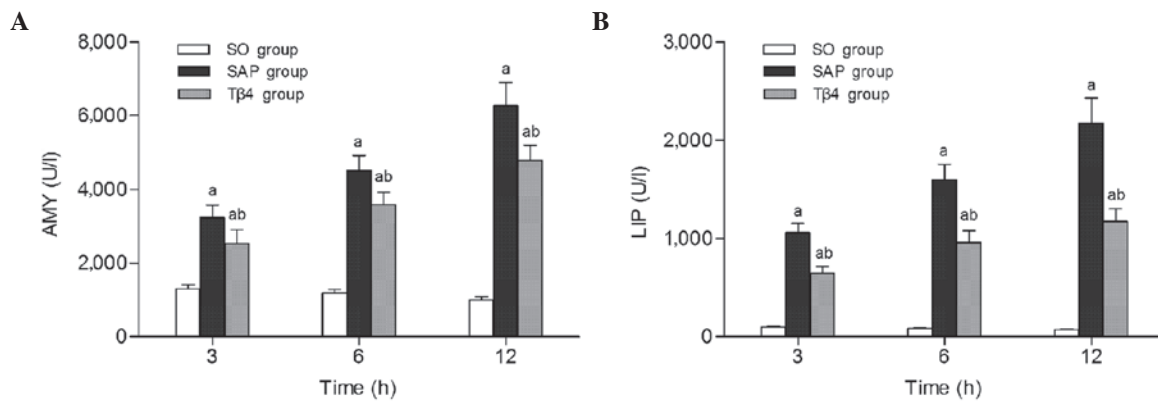 A
AMY (U/l)
8,000
6,000
4,000
2,000
0
SO group
SAP group
Tβ4 group
a
ab
a
ab
a
ab
3
6
12
Time (h)
B
LIP (U/l)
3,000
2,000
1,000
0
SO group
SAP group
Tβ4 group
a
ab
a
ab
a
ab
3
6
12
Time (h)